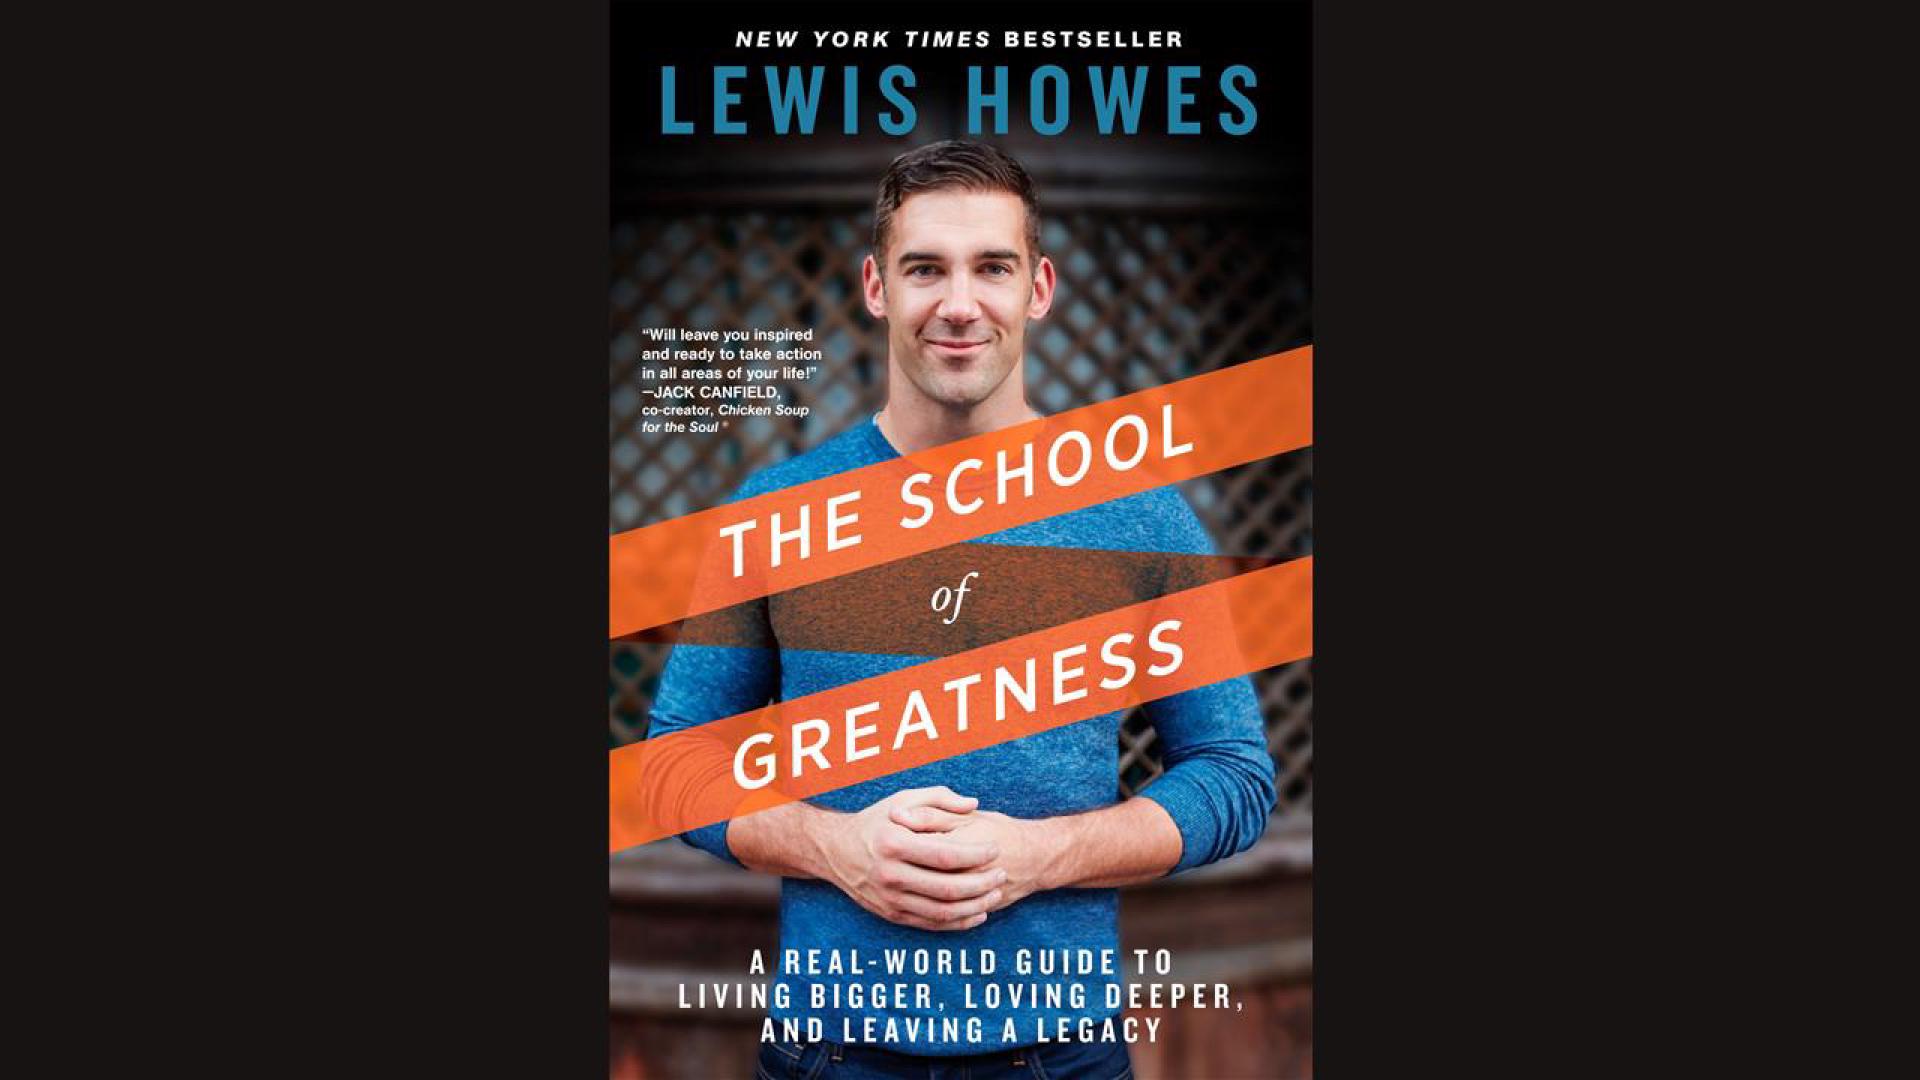 NEW YORK TIMES BESTSELLER
LEWIS HOWES
“Will leave you inspired
and ready to take action
in all areas of your life!”
—JACK CANFIELD,
co-creator, Chicken Soup
for the Soul®
THE SCHOOL
of
GREATNESS
A REAL-WORLD GUIDE TO
LIVING BIGGER, LOVING DEEPER,
AND LEAVING A LEGACY